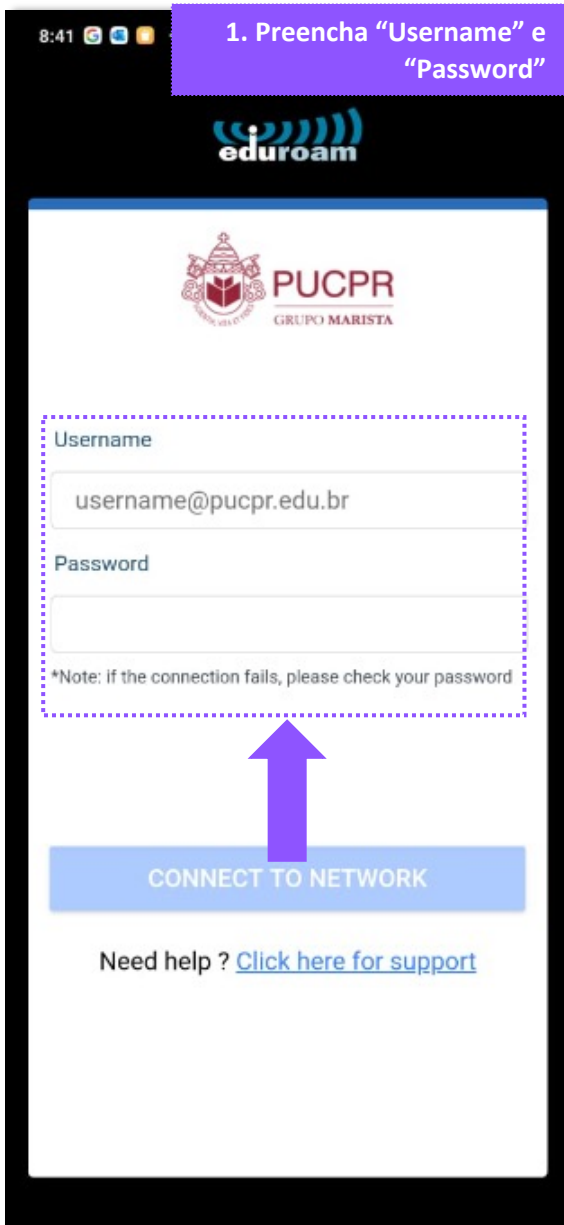 8:41
1. Preencha “Username” e
“Password”
eduroam
PUCPR
GRUPO MARISTA
Username
username@pucpr.edu.br
Password
*Note: if the connection fails, please check your password
CONNECT TO NETWORK
Need help ? Click here for support